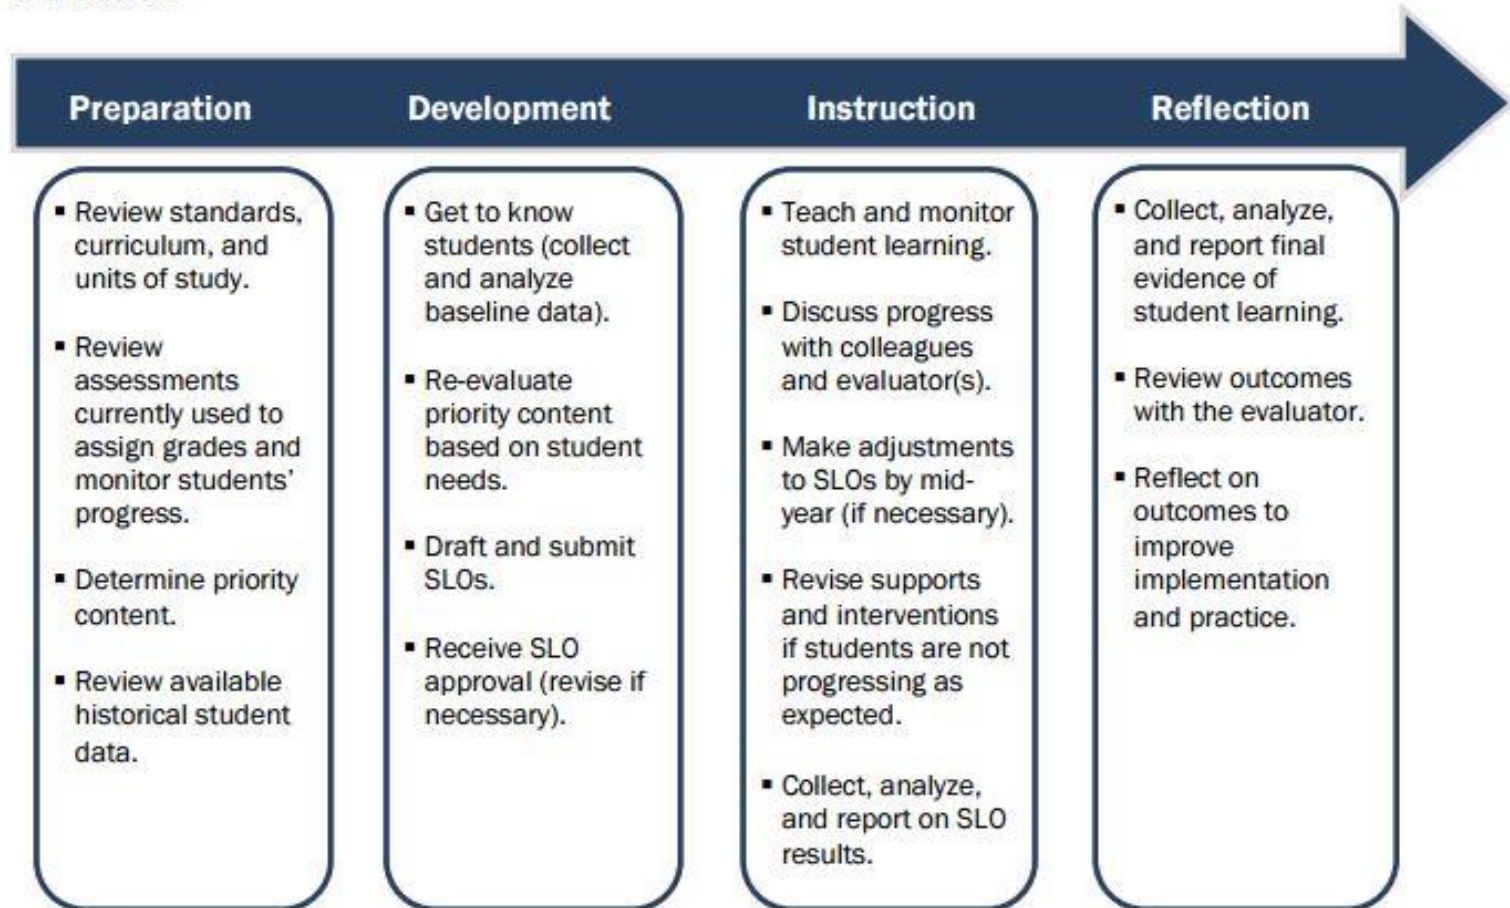 Preparation
Development
Instruction
Reflection
▪ Review standards,
curriculum, and
units of study.
▪ Review
assessments
currently used to
assign grades and
monitor students’
progress.
▪ Determine priority
content.
▪ Review available
historical student
data.
▪ Get to know
students (collect
and analyze
baseline data).
▪ Re-evaluate
priority content
based on student
needs.
▪ Draft and submit
SLOs.
▪ Receive SLO
approval (revise if
necessary).
▪ Teach and monitor
student learning.
▪ Discuss progress
with colleagues
and evaluator(s).
▪ Make adjustments
to SLOs by mid-
year (if necessary).
▪ Revise supports
and interventions
if students are not
progressing as
expected.
▪ Collect, analyze,
and report on SLO
results.
▪ Collect, analyze,
and report final
evidence of
student learning.
▪ Review outcomes
with the evaluator.
▪ Reflect on
outcomes to
improve
implementation
and practice.